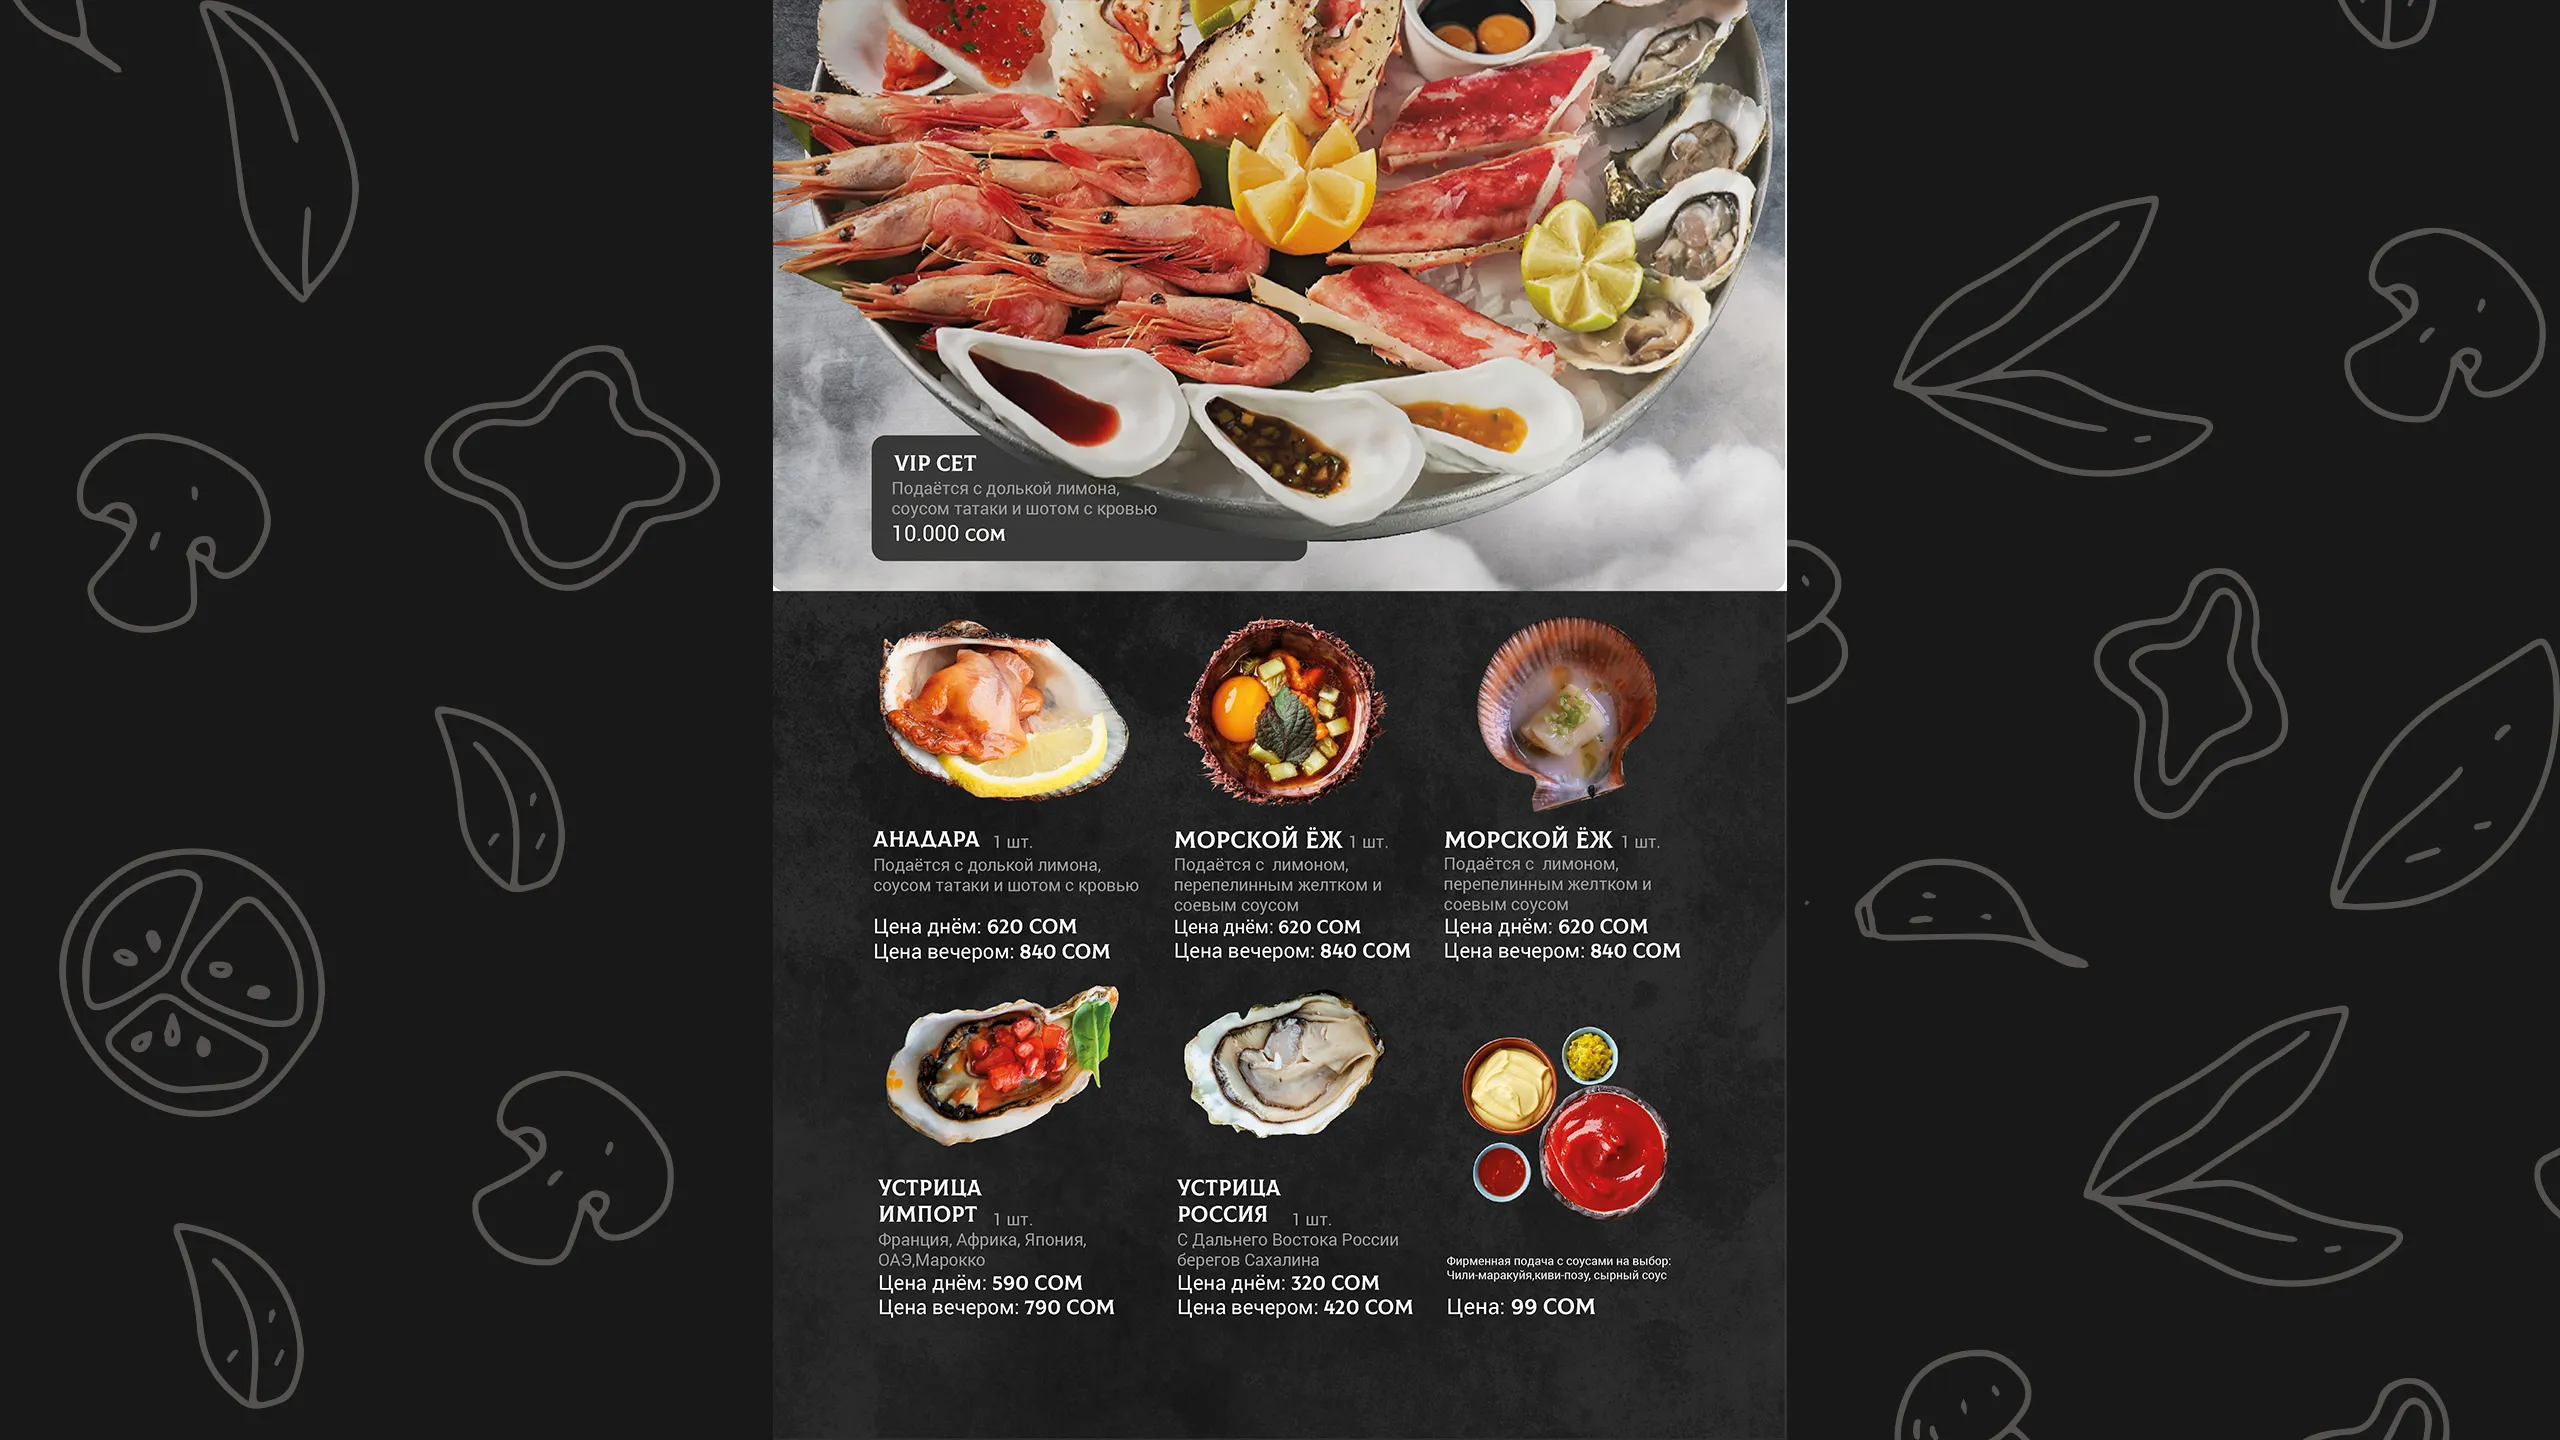 VIP СЕТ
Подаётся с долькой лимона,
соусом татаки и шотом с кровью
10.000 СОМ
АНАДАРА 1 шт.
Подаётся с долькой лимона,
соусом татаки и шотом с кровью
Цена днём: 620 СОМ
Цена вечером: 840 СОМ
МОРСКОЙ ЁЖ 1 шт.
Подаётся с лимоном,
перепелинным желтком и
соевым соусом
Цена днём: 620 СОМ
Цена вечером: 840 СОМ
МОРСКОЙ ЁЖ 1 шт.
Подаётся с лимоном,
перепелинным желтком и
соевым соусом
Цена днём: 620 СОМ
Цена вечером: 840 СОМ
УСТРИЦА
ИМПОРТ 1 шт.
Франция, Африка, Япония,
ОАЭ,Марокко
Цена днём: 590 СОМ
Цена вечером: 790 СОМ
УСТРИЦА
РОССИЯ 1 шт.
С Дальнего Востока России
берегов Сахалина
Цена днём: 320 СОМ
Цена вечером: 420 СОМ
Фирменная подача с соусами на выбор:
Чили-маракуйя,киви-позу, сырный соус
Цена: 99 СОМ